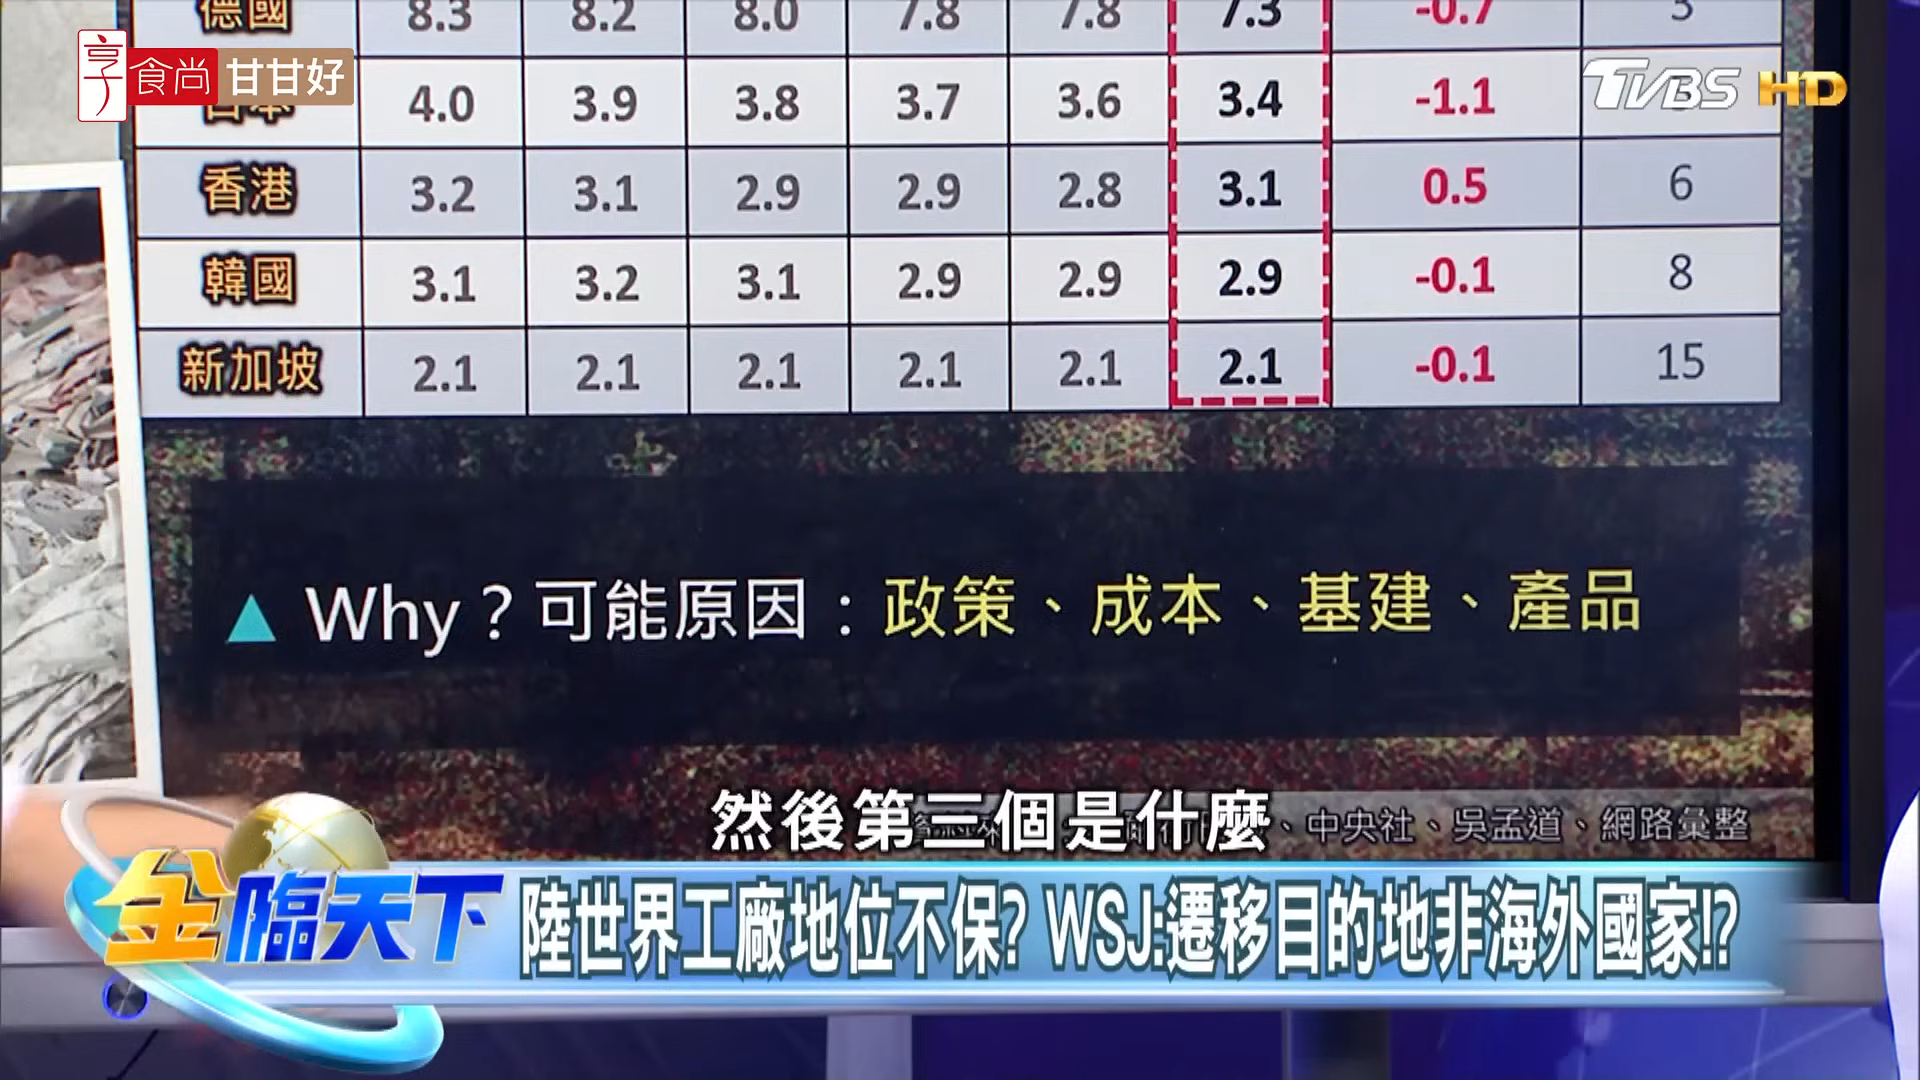 德國 8.3 8.2 8.0 7.8 7.8 7.3 -0.7 3
享食尚 甘甘好
TVBS HD
日本 4.0 3.9 3.8 3.7 3.6 3.4 -1.1
香港 3.2 3.1 2.9 2.9 2.8 3.1 0.5 6
韓國 3.1 3.2 3.1 2.9 2.9 2.9 -0.1 8
新加坡 2.1 2.1 2.1 2.1 2.1 2.1 -0.1 15
▲ Why？可能原因：政策、成本、基建、產品
然後第三個是什麼
、中央社、吳孟道、網路彙整
金臨天下
陸世界工廠地位不保? WSJ:遷移目的地非海外國家!?